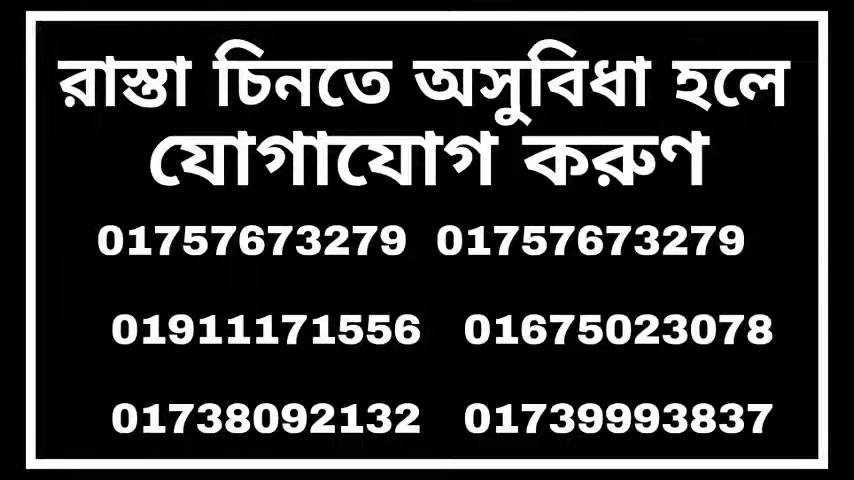 রাস্তা চিনতে অসুবিধা হলে
যোগাযোগ করুণ
01757673279 01757673279
01911171556 01675023078
01738092132 01739993837